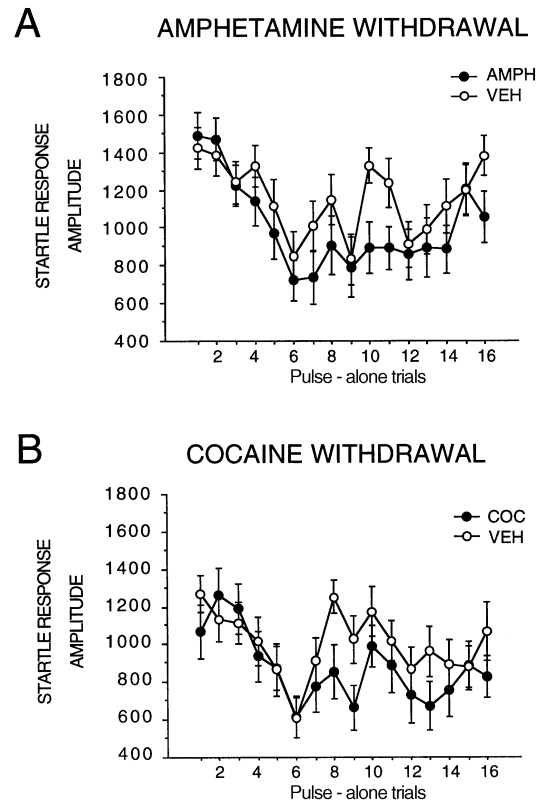 A
AMPHETAMINE WITHDRAWAL
AMPH
VEH
STARTLE RESPONSE
AMPLITUDE
1800
1600
1400
1200
1000
800
600
400
2 4 6 8 10 12 14 16
Pulse - alone trials
B
COCAINE WITHDRAWAL
COC
VEH
STARTLE RESPONSE
AMPLITUDE
1800
1600
1400
1200
1000
800
600
400
2 4 6 8 10 12 14 16
Pulse - alone trials